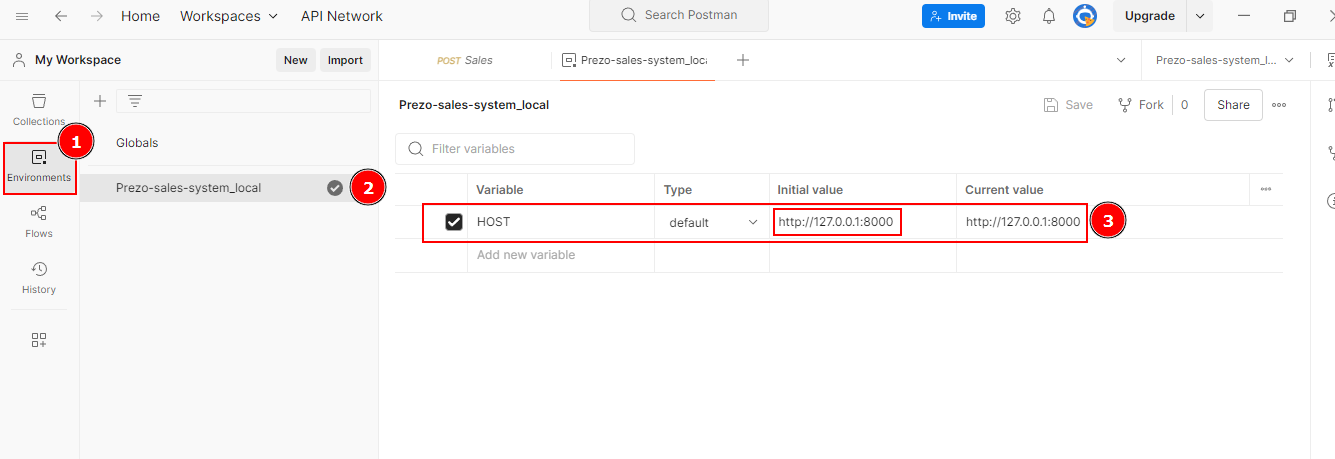 Home Workspaces API Network Search Postman Invite Upgrade
My Workspace New Import POST Sales Prezo-sales-system_loca Prezo-sales-system_l...
Collections
Environments
Flows
History
1
Globals
Prezo-sales-system_local 2
Prezo-sales-system_local Save Fork 0 Share
Filter variables
Variable Type Initial value Current value
HOST default http://127.0.0.1:8000 http://127.0.0.1:8000 3
Add new variable